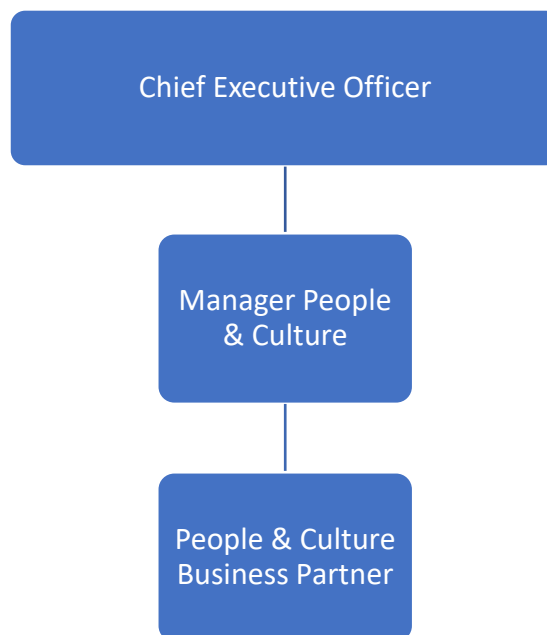 Chief Executive Officer
Manager People
& Culture
People & Culture
Business Partner